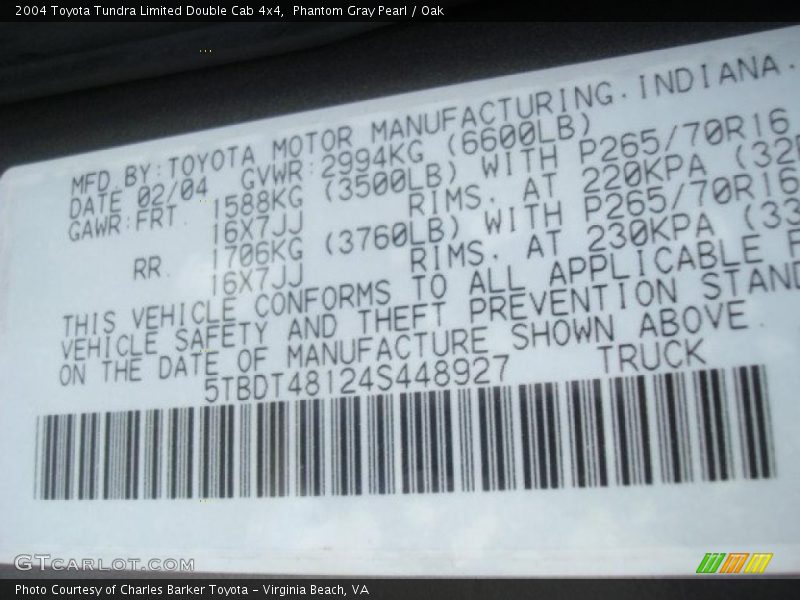 2004 Toyota Tundra Limited Double Cab 4x4, Phantom Gray Pearl / Oak
MFD.BY:TOYOTA MOTOR MANUFACTURING.INDIANA.
DATE 02/04 GVWR:2994KG (6600LB)
GAWR:FRT. 1588KG (3500LB) WITH P265/70R16
16X7JJ RIMS. AT 220KPA
RR. 1706KG (3760LB) WITH P265/70R16
16X7JJ RIMS. AT 230KPA
THIS VEHICLE CONFORMS TO ALL APPLICABLE
VEHICLE SAFETY AND THEFT PREVENTION STAND
ON THE DATE OF MANUFACTURE SHOWN ABOVE.
5TBDT48124S448927 TRUCK
GTCARLOT.COM
Photo Courtesy of Charles Barker Toyota - Virginia Beach, VA